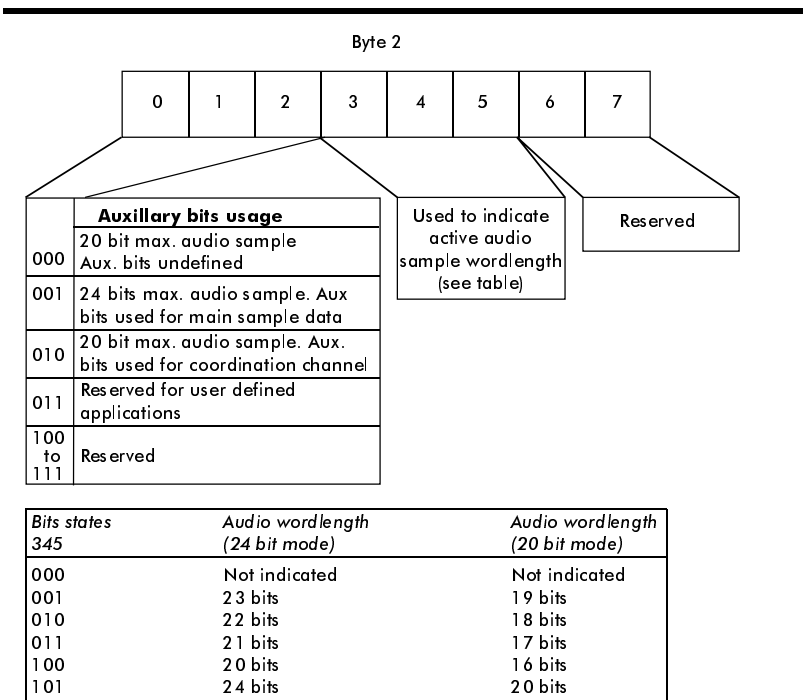 Byte 2
0 1 2 3 4 5 6 7
Auxillary bits usage
000 20 bit max. audio sample
Aux. bits undefined
001 24 bits max. audio sample. Aux
bits used for main sample data
010 20 bit max. audio sample. Aux.
bits used for coordination channel
011 Reserved for user defined
applications
100
to
111
Reserved
Used to indicate
active audio
sample wordlength
(see table)
Reserved
Bits states Audio wordlength Audio wordlength
345 (24 bit mode) (20 bit mode)
000 Not indicated Not indicated
001 23 bits 19 bits
010 22 bits 18 bits
011 21 bits 17 bits
100 20 bits 16 bits
101 24 bits 20 bits